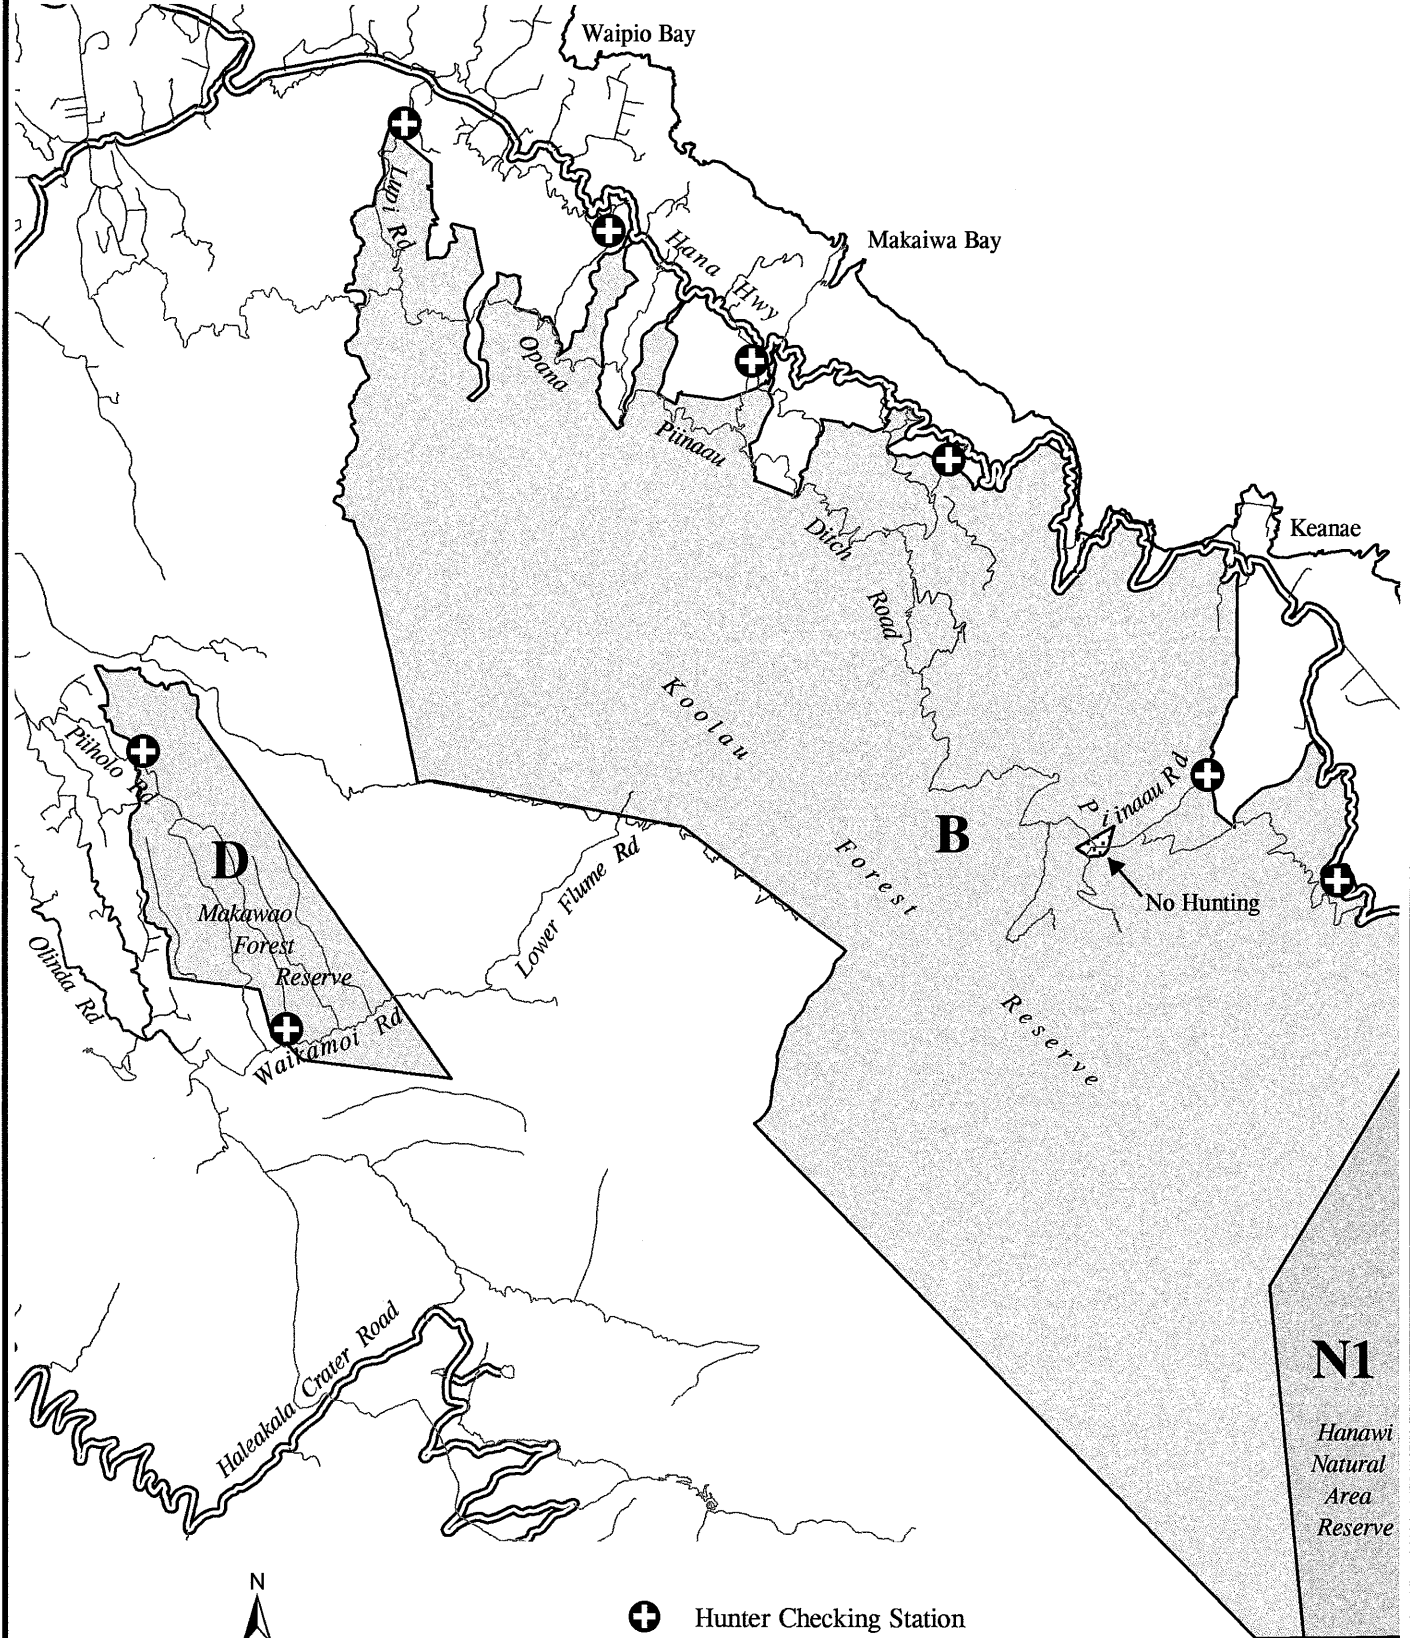 Waipio Bay
Makaiwa Bay
Lupi Rd
Hana Hwy
Opana
Piinaau
Ditch
Road
Keanae
Koolau
Forest
Reserve
B
Piinaau Rd
No Hunting
Piiholo Rd
D
Makawao
Forest
Reserve
Olinda Rd
Lower Flume Rd
Waikamoi Rd
Haleakala Crater Road
N1
Hanawi
Natural
Area
Reserve
N
Hunter Checking Station